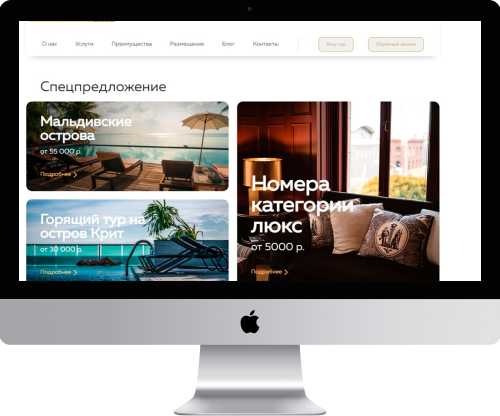 О нас Услуги Преимущества Размещение Блог Контакты Хочу тур Обратный звонок
Спецпредложение
Мальдивские
острова
от 55 000 р.
Подробнее
Горящий тур на
остров Крит
от 30 000 р.
Подробнее
Номера
категории
люкс
от 5000 р.
Подробнее